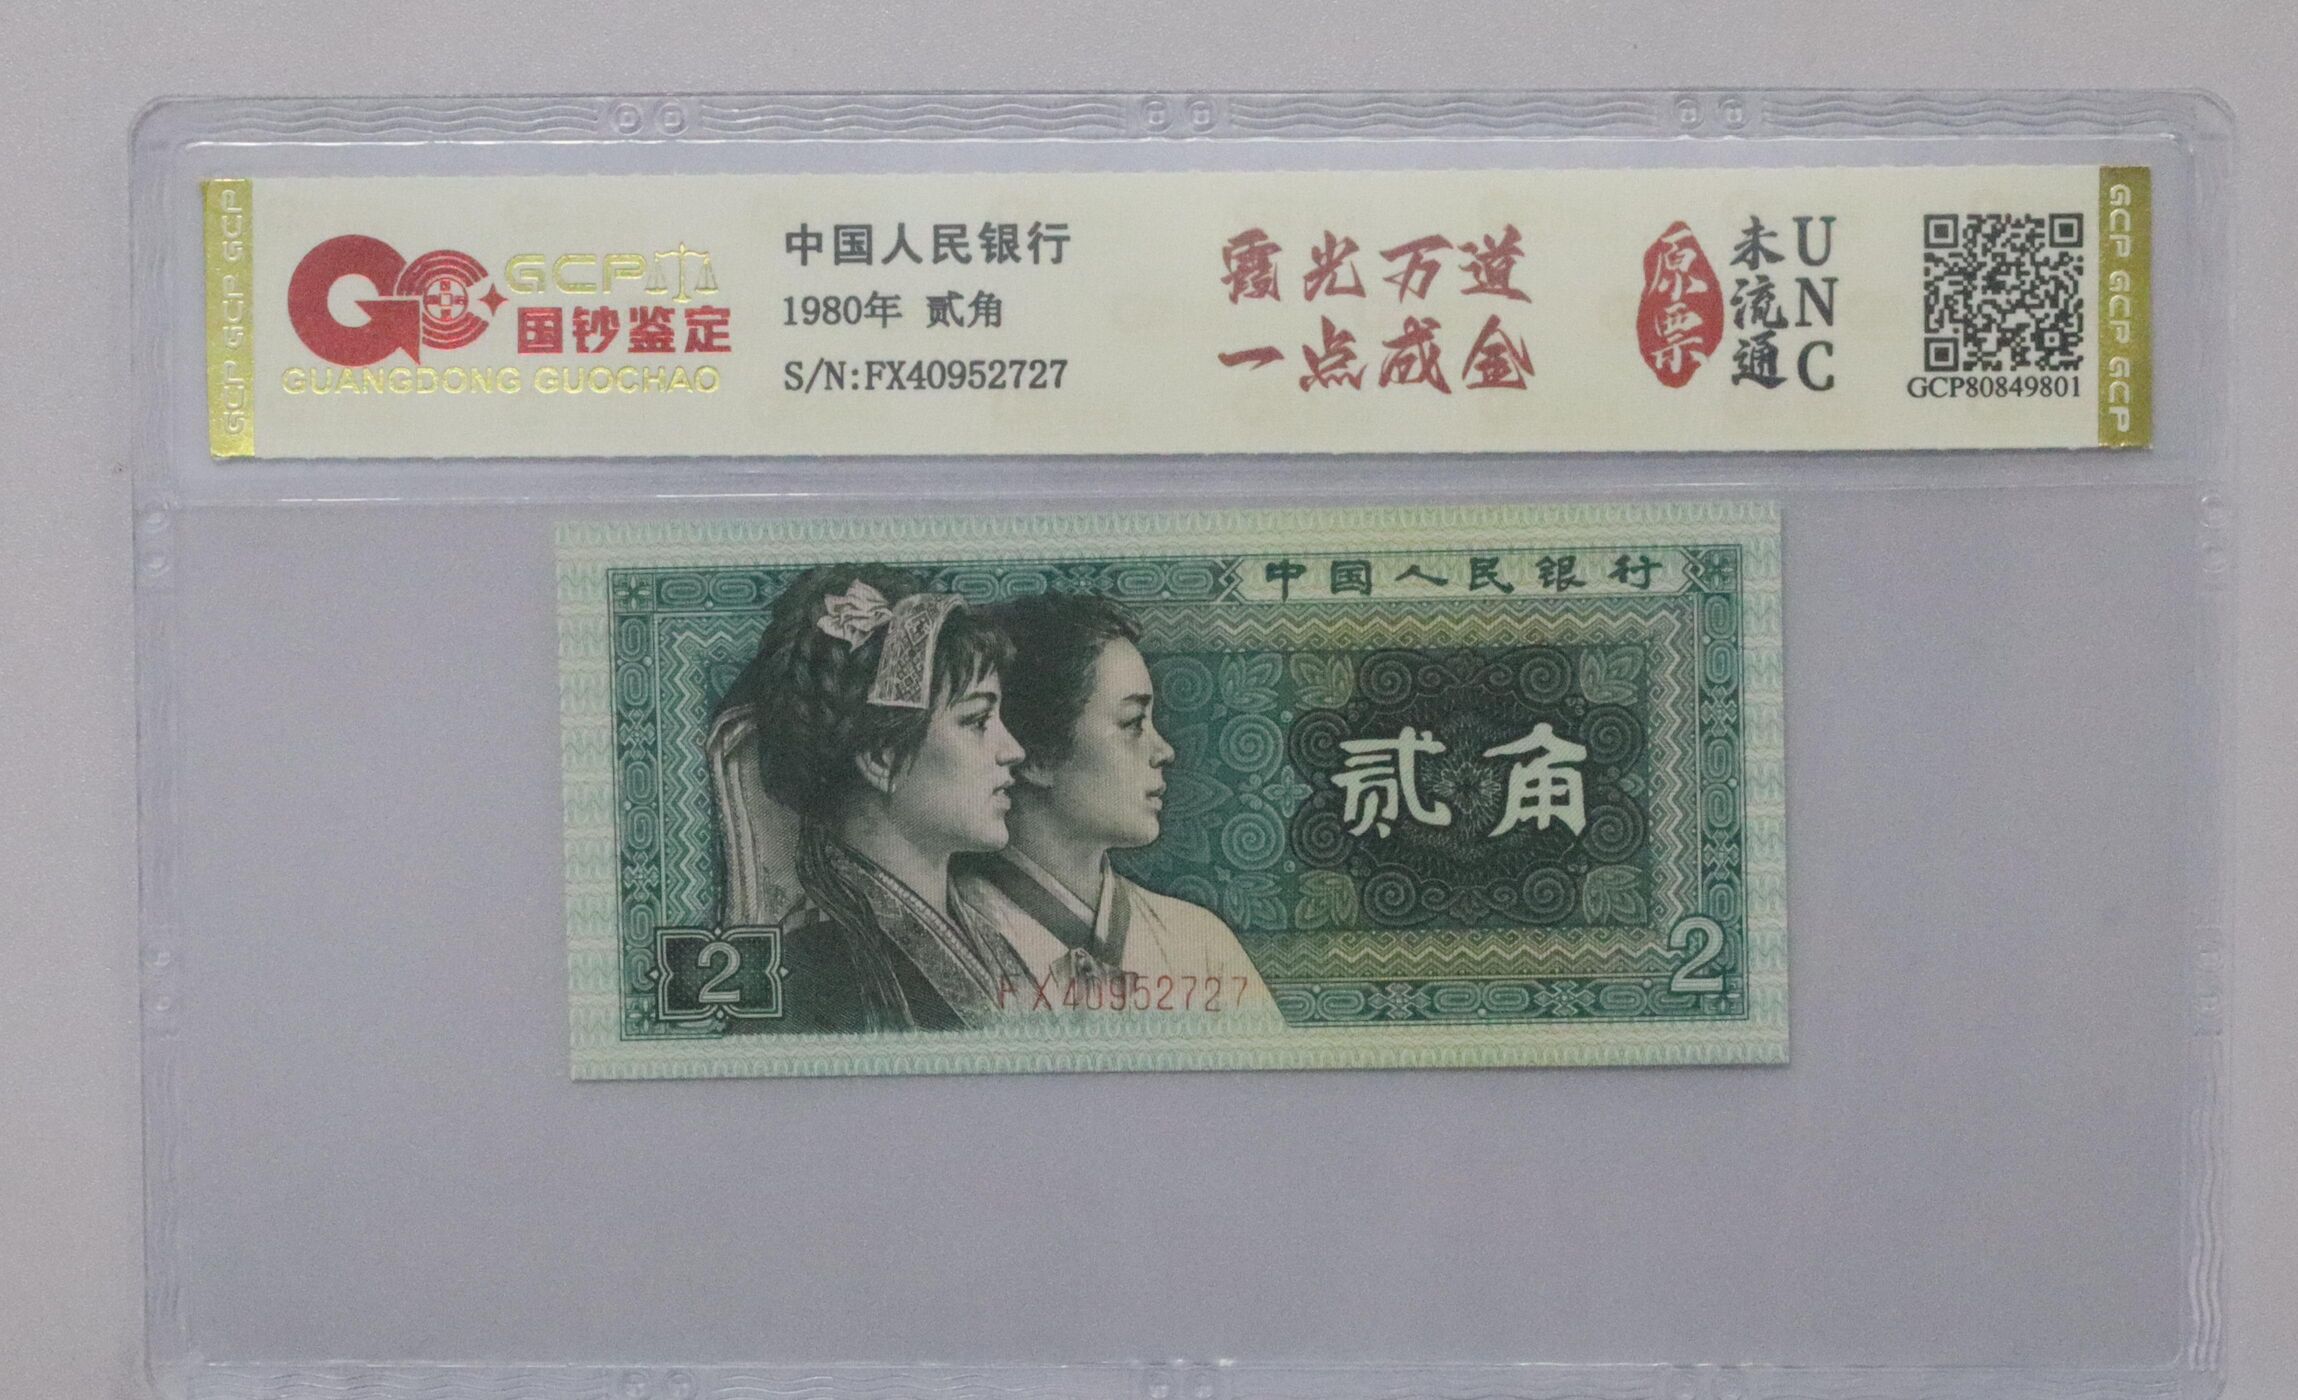 GCP
国钞鉴定
GUANGDONG GUOCHAO
中国人民银行
1980年 贰角
S/N:FX40952727
霞光万道
一点成金
原票
未流通
UNC
GCP80849801
GCP GCP GCP
GCP GCP GCP
中国人民银行
贰角
2
FX40952727
2